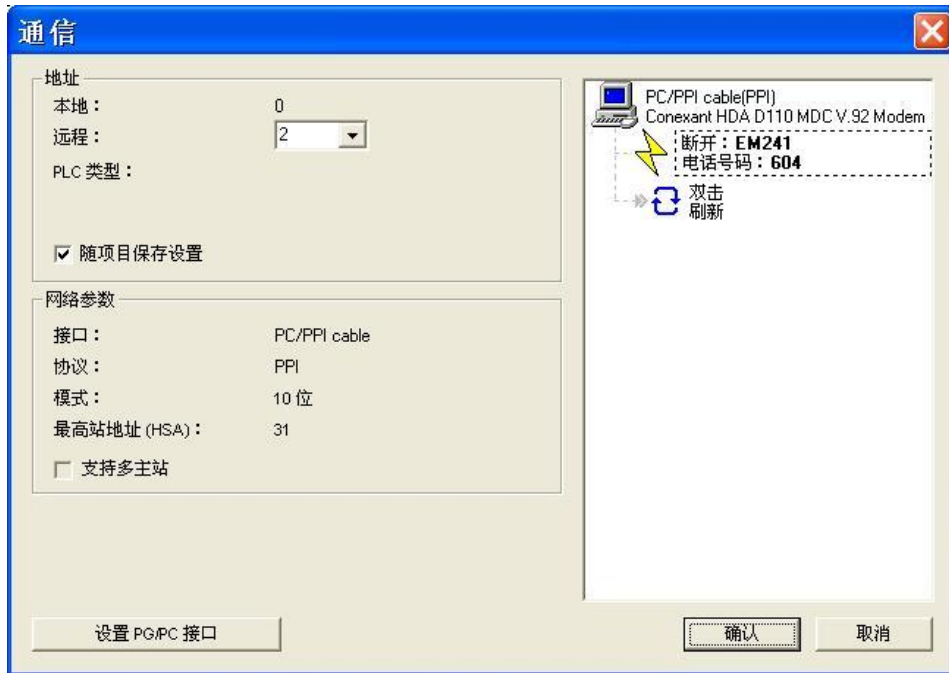 通信
地址
本地： 0
远程： 2
PLC 类型：
随项目保存设置
网络参数
接口： PC/PPI cable
协议： PPI
模式： 10 位
最高站地址 (HSA)： 31
支持多主站
设置 PG/PC 接口
PC/PPI cable(PPI)
Conexant HDA D110 MDC V.92 Modem
断开：EM241
电话号码：604
双击
刷新
确认
取消